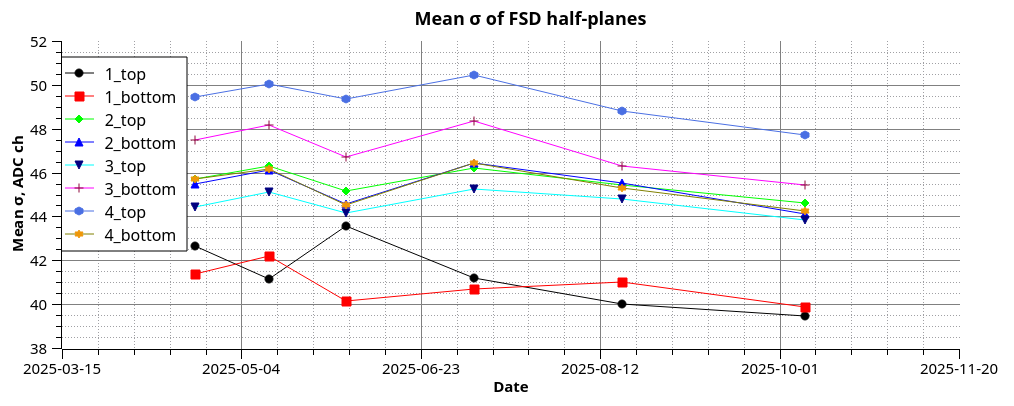 Mean σ of FSD half-planes
Mean σ, ADC ch
52
50
48
46
44
42
40
38
1_top
1_bottom
2_top
2_bottom
3_top
3_bottom
4_top
4_bottom
2025-03-15
2025-05-04
2025-06-23
2025-08-12
2025-10-01
2025-11-20
Date